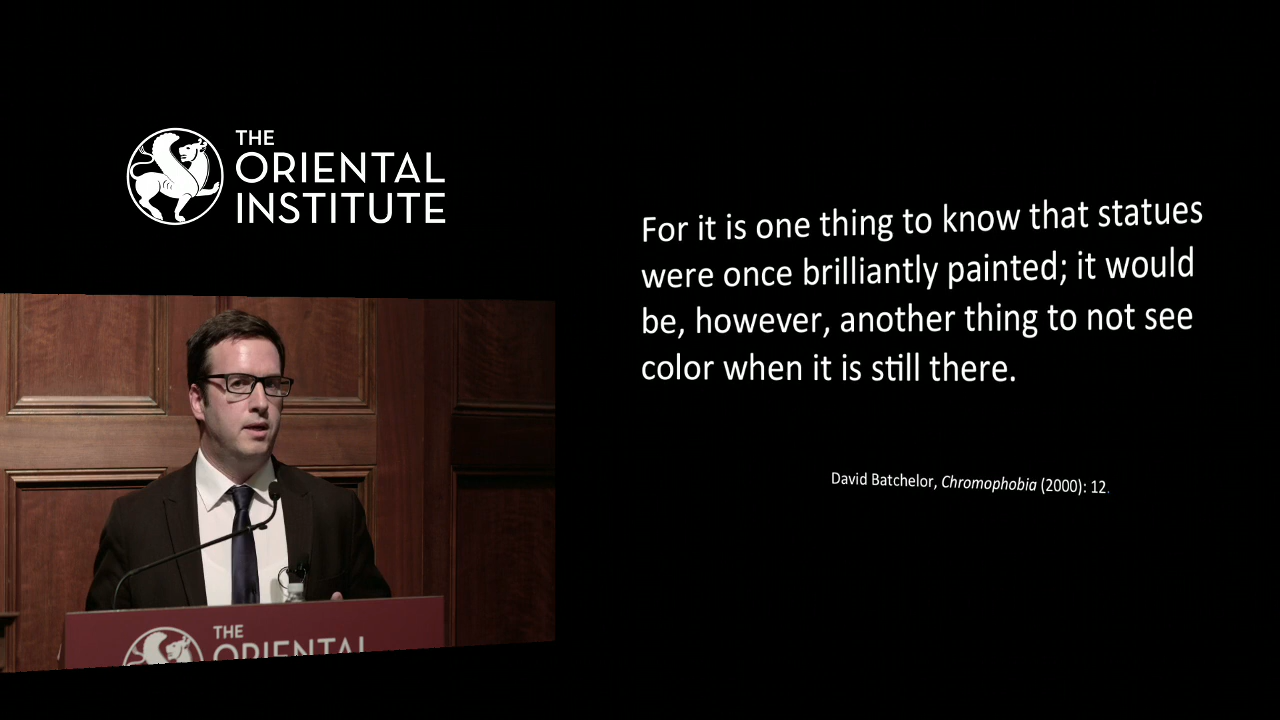 THE
ORIENTAL
INSTITUTE
For it is one thing to know that statues
were once brilliantly painted; it would
be, however, another thing to not see
color when it is still there.
David Batchelor, Chromophobia (2000): 12.
THE
ORIENTAL